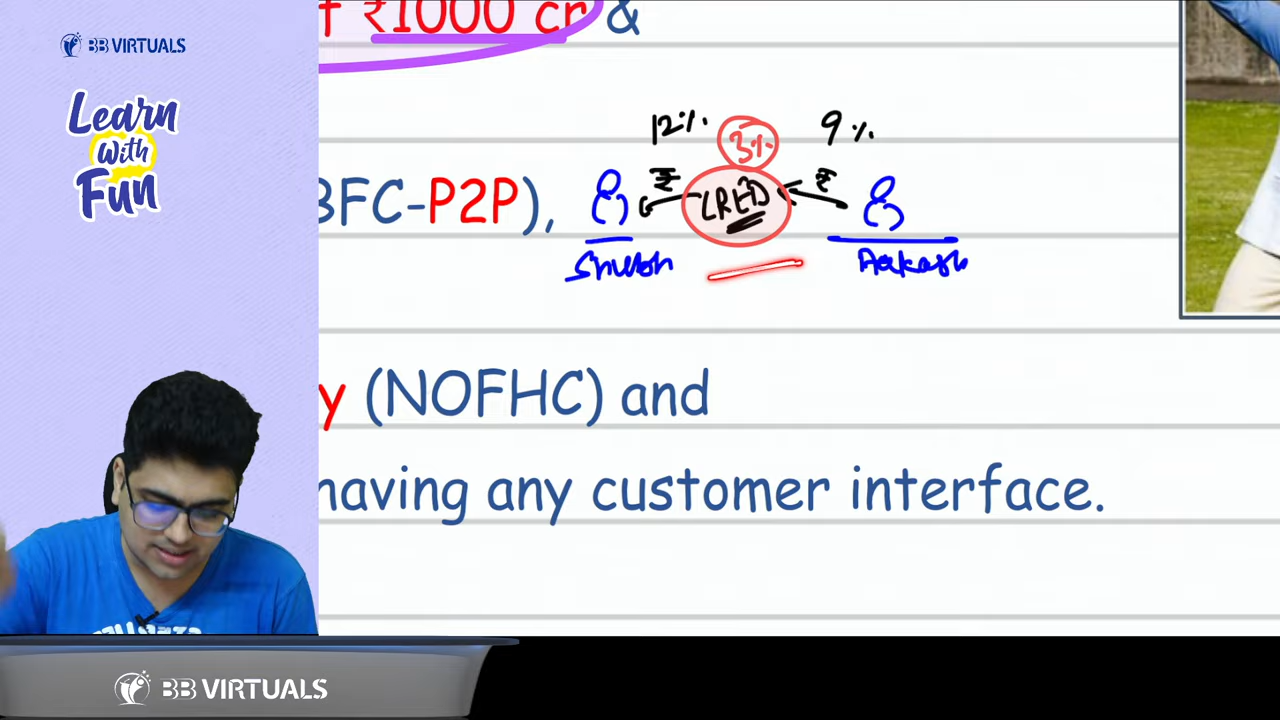 BB VIRTUALS
Learn
With
Fun
₹1000 cr &
12%
3%
9%
BFC-P2P),
₹
CRED
₹
Shubh
Aakash
y (NOFHC) and
having any customer interface.
BB VIRTUALS